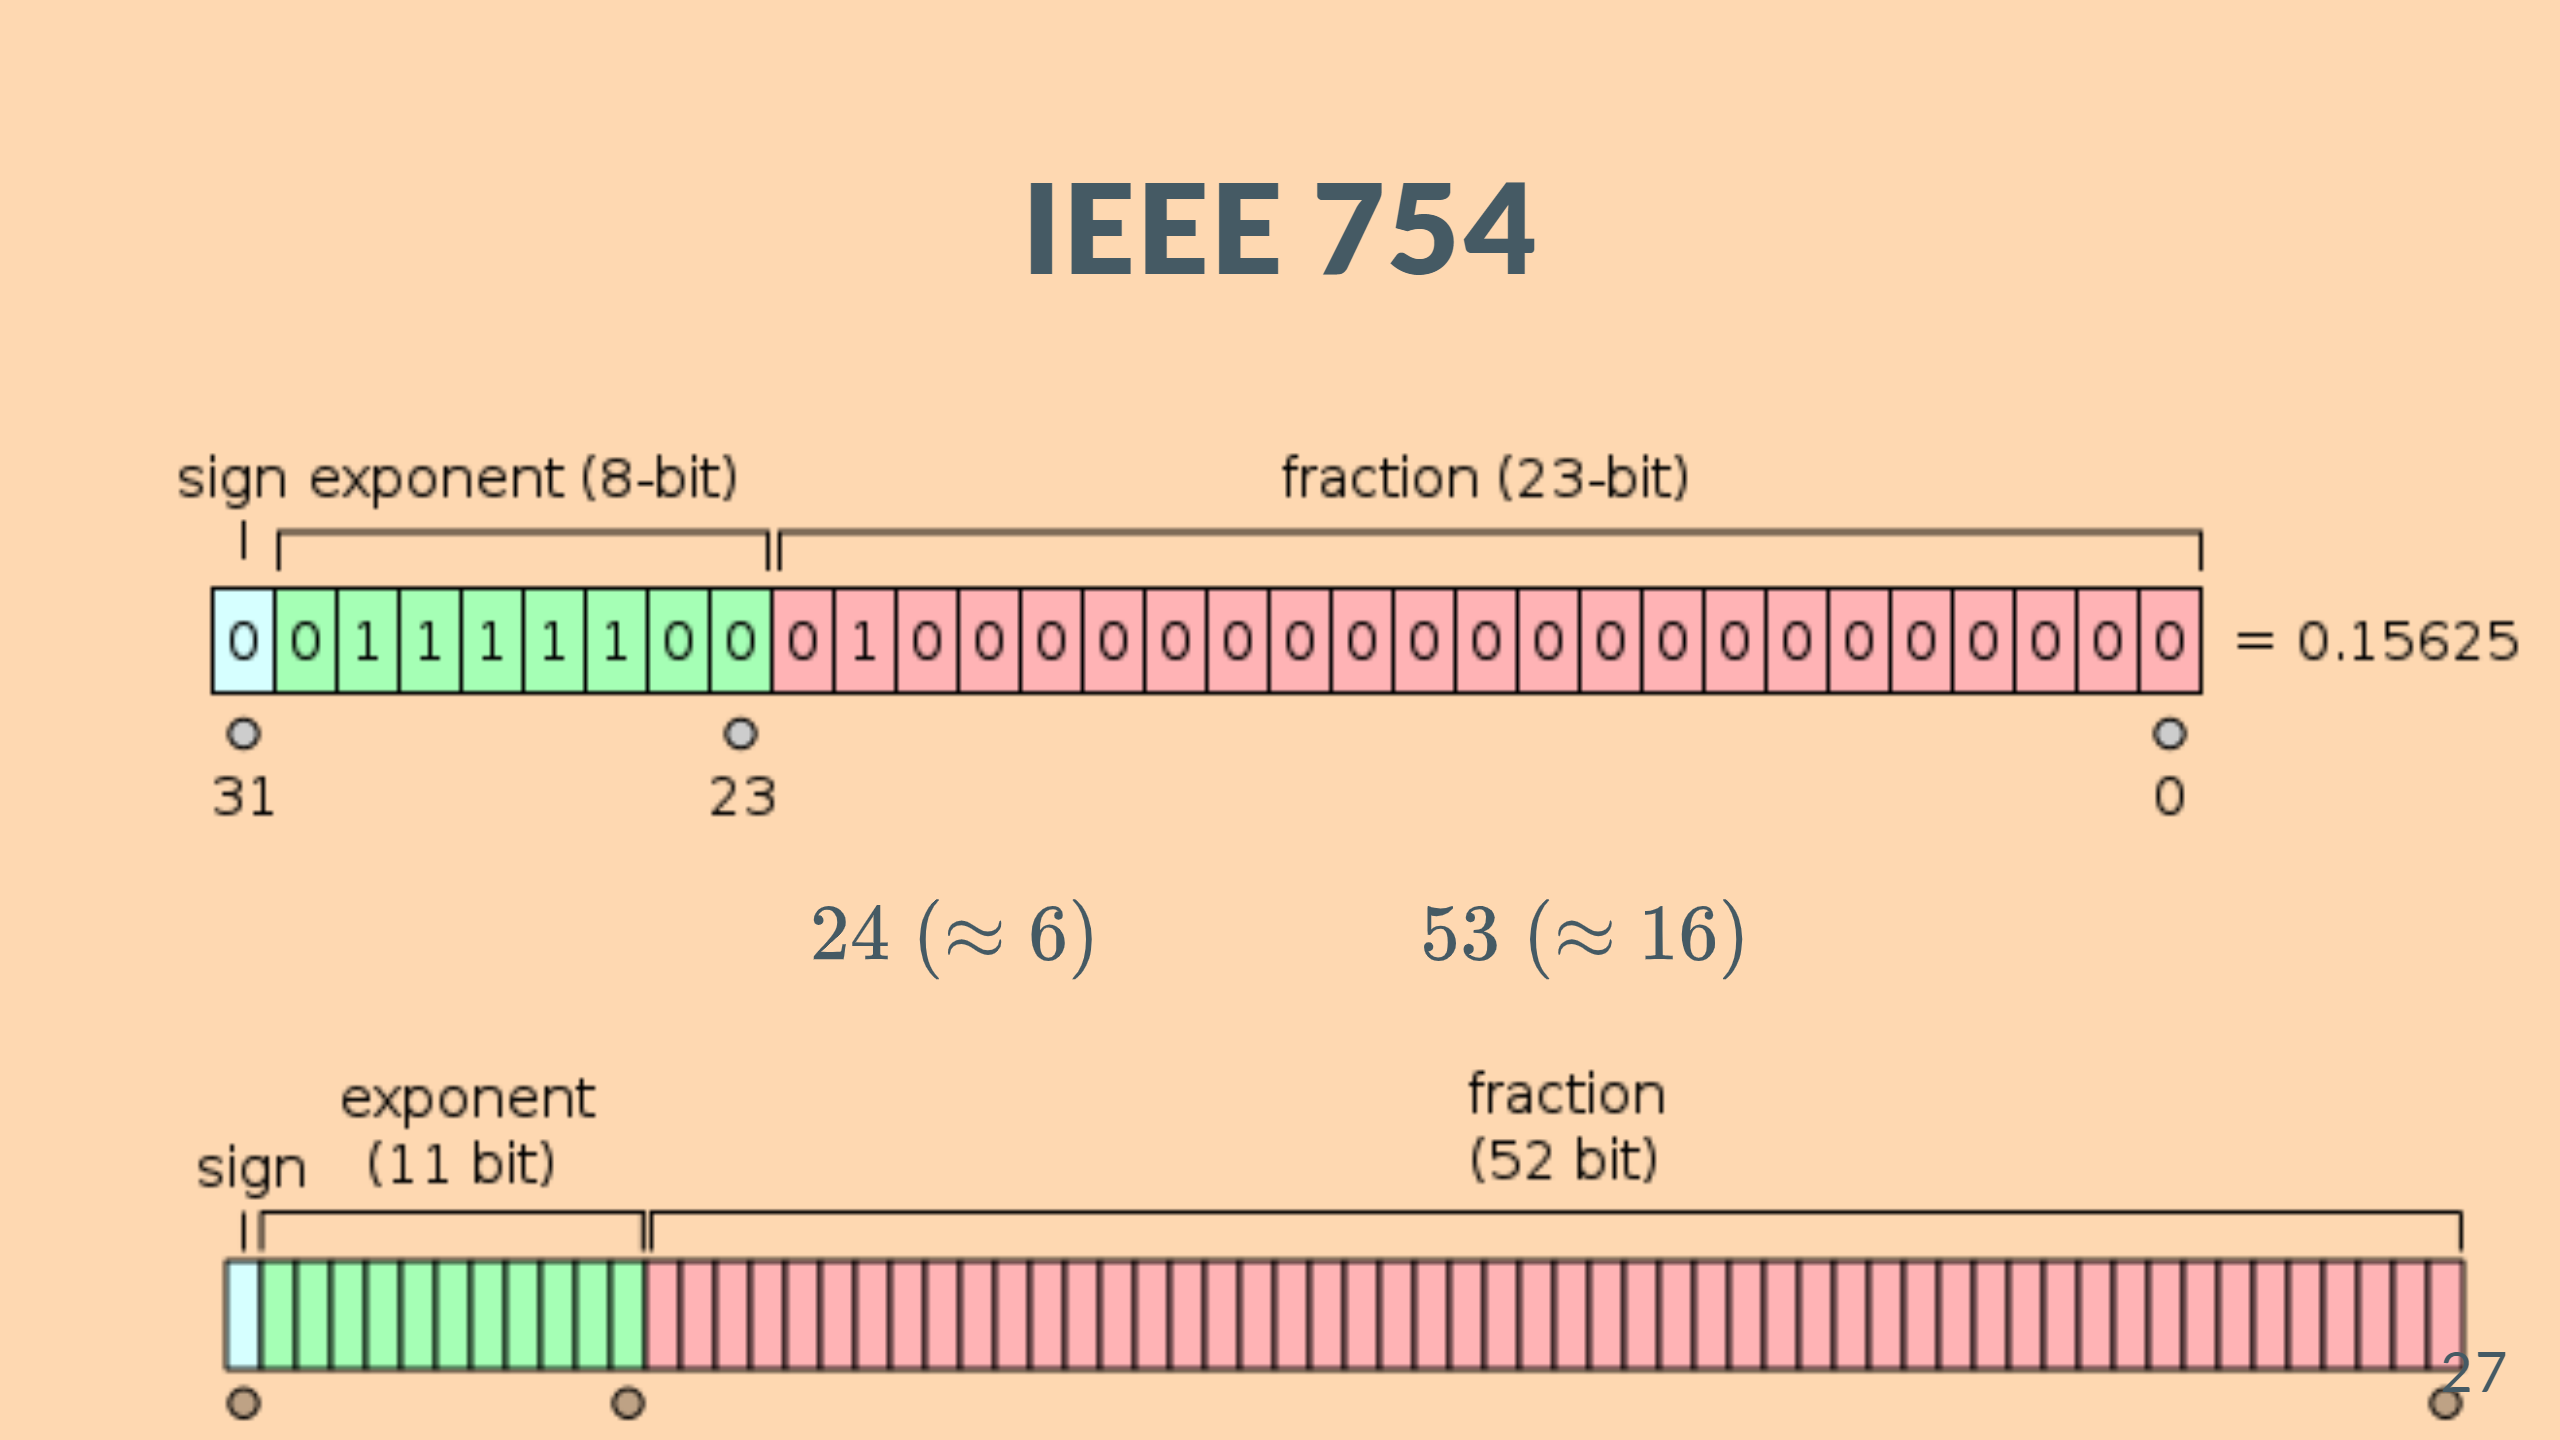 IEEE 754
sign exponent (8-bit) fraction (23-bit)
0 0 1 1 1 1 1 0 0 0 1 0 0 0 0 0 0 0 0 0 0 0 0 0 0 0 0 0 0 0 0 0 = 0.15625
31 23 0
24 (≈ 6) 53 (≈ 16)
exponent fraction
sign (11 bit) (52 bit)
27